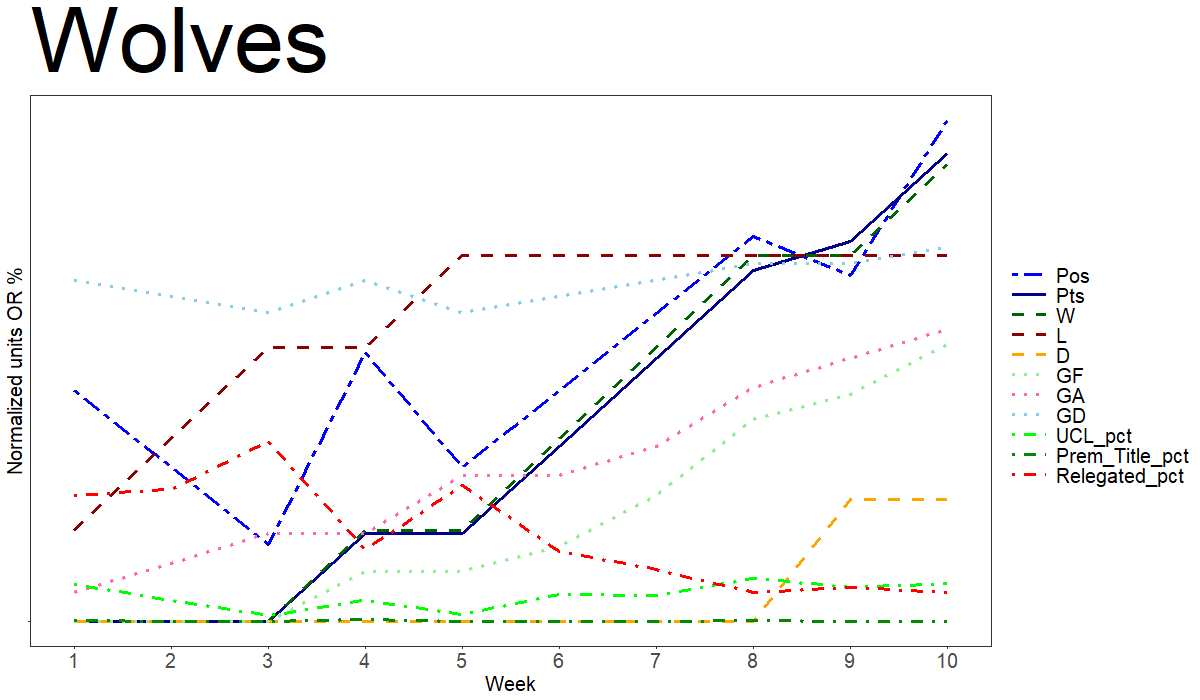 Wolves
Normalized units OR %
Pos
Pts
W
L
D
GF
GA
GD
UCL_pct
Prem_Title_pct
Relegated_pct
1 2 3 4 5 6 7 8 9 10
Week